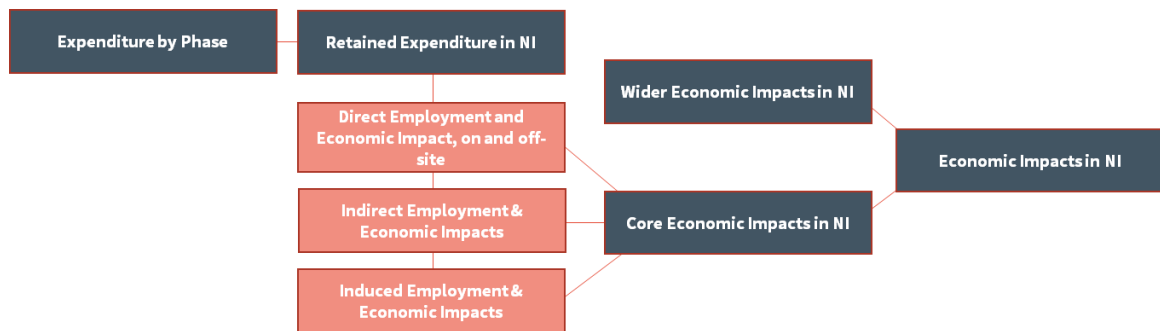 Expenditure by Phase
Retained Expenditure in NI
Direct Employment and
Economic Impact, on and off-
site
Indirect Employment &
Economic Impacts
Induced Employment &
Economic Impacts
Wider Economic Impacts in NI
Core Economic Impacts in NI
Economic Impacts in NI